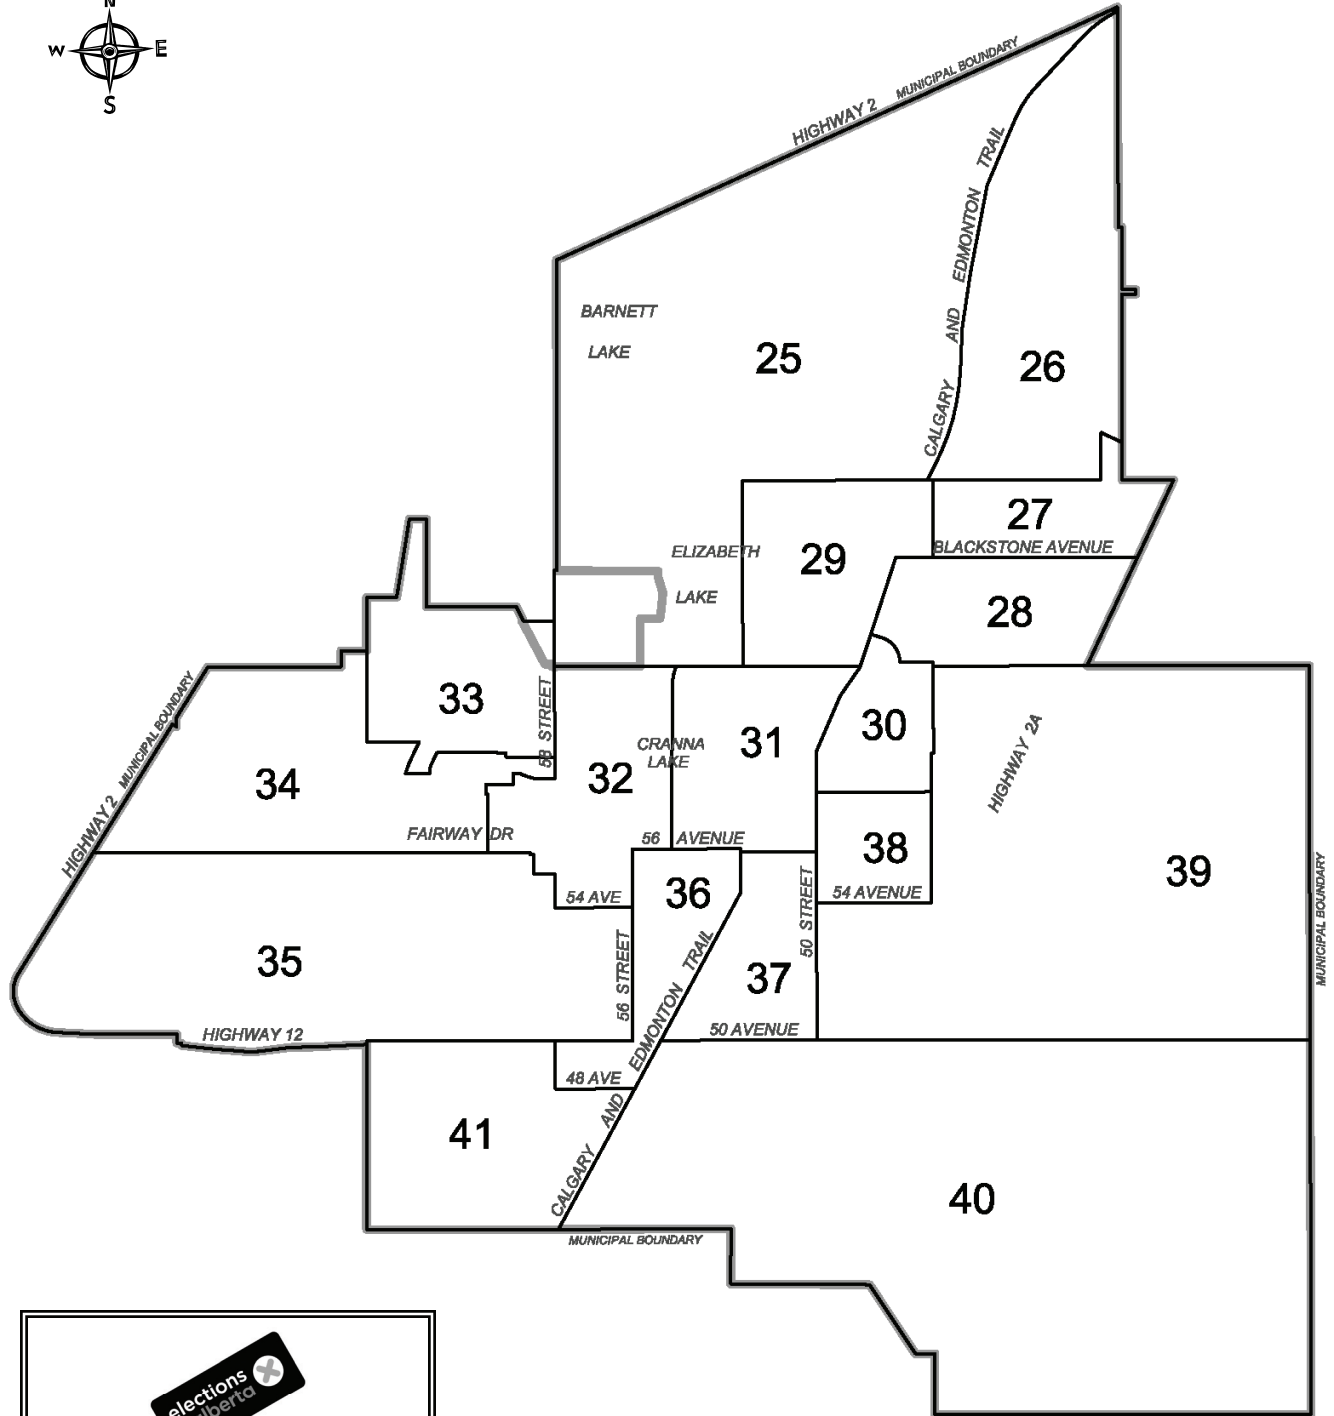 N
W E
S
HIGHWAY 2 MUNICIPAL BOUNDARY
CALGARY AND EDMONTON TRAIL
BARNETT
LAKE
25
26
27
BLACKSTONE AVENUE
ELIZABETH
LAKE
29
28
HIGHWAY 2 MUNICIPAL BOUNDARY
33
58 STREET
34
FAIRWAY DR
32
CRANNA
LAKE
31
30
HIGHWAY 2A
56 AVENUE
38
54 AVENUE
39
MUNICIPAL BOUNDARY
54 AVE
36
50 STREET
35
56 STREET
37
50 AVENUE
HIGHWAY 12
48 AVE
CALGARY AND EDMONTON TRAIL
41
40
MUNICIPAL BOUNDARY
elections
alberta